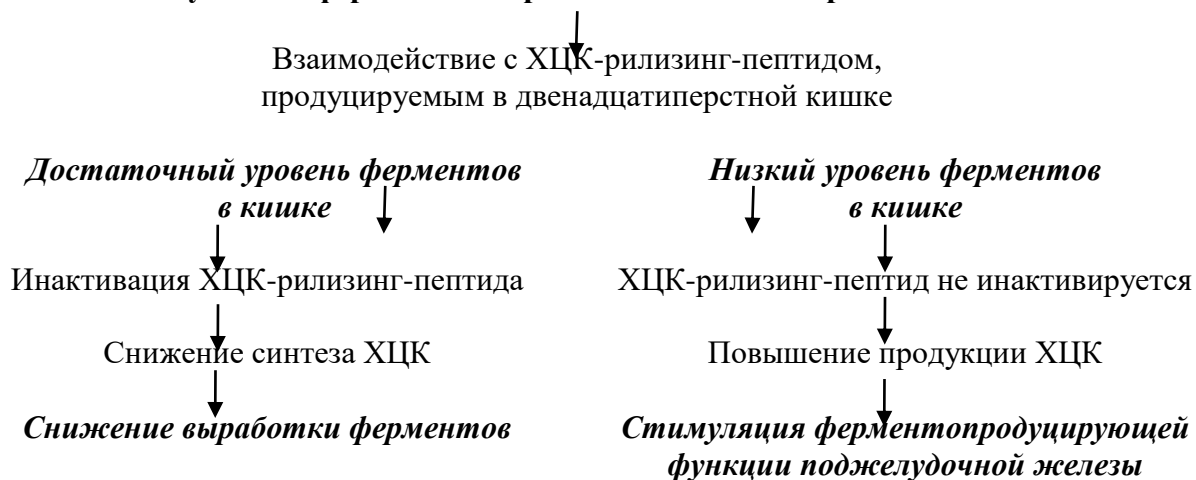 Взаимодействие с ХЦК-рилизинг-пептидом,
продуцируемым в двенадцатиперстной кишке
Достаточный уровень ферментов
в кишке
Низкий уровень ферментов
в кишке
Инактивация ХЦК-рилизинг-пептида
ХЦК-рилизинг-пептид не инактивируется
Снижение синтеза ХЦК
Повышение продукции ХЦК
Снижение выработки ферментов
Стимуляция ферментопродуцирующей
функции поджелудочной железы